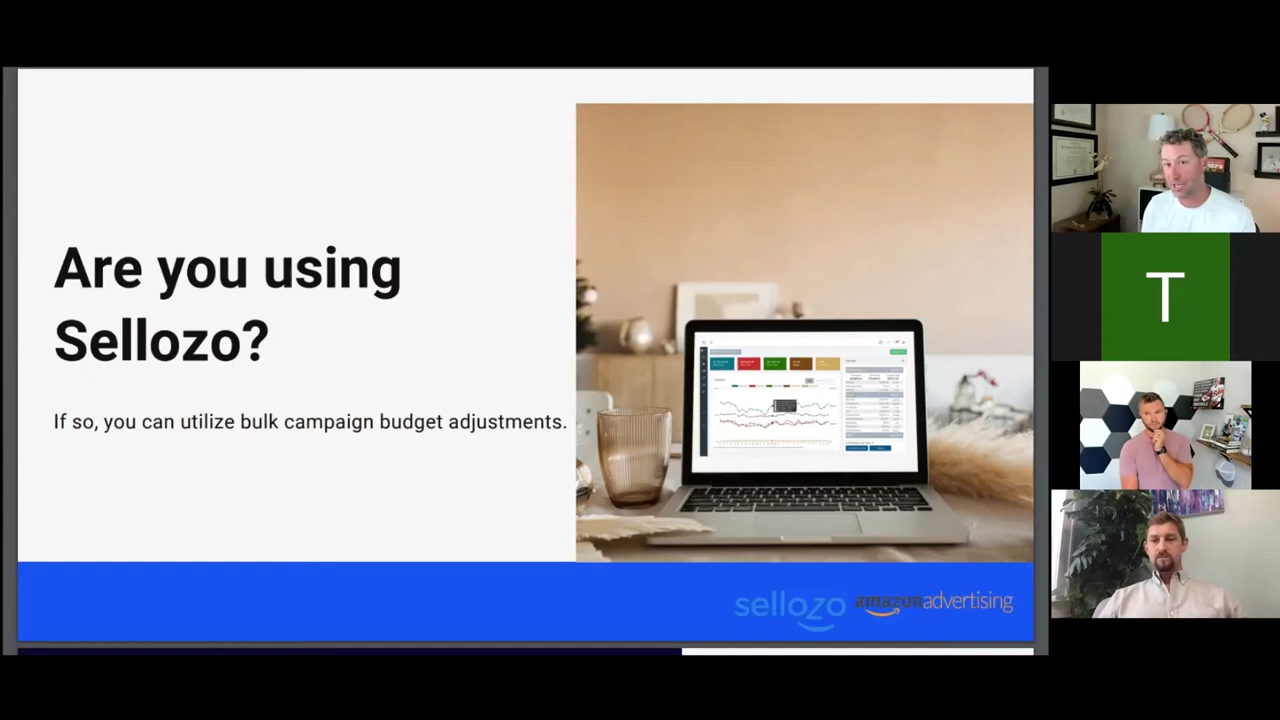 Are you using
Sellozo?
If so, you can utilize bulk campaign budget adjustments.
sellozo
amazonadvertising
T